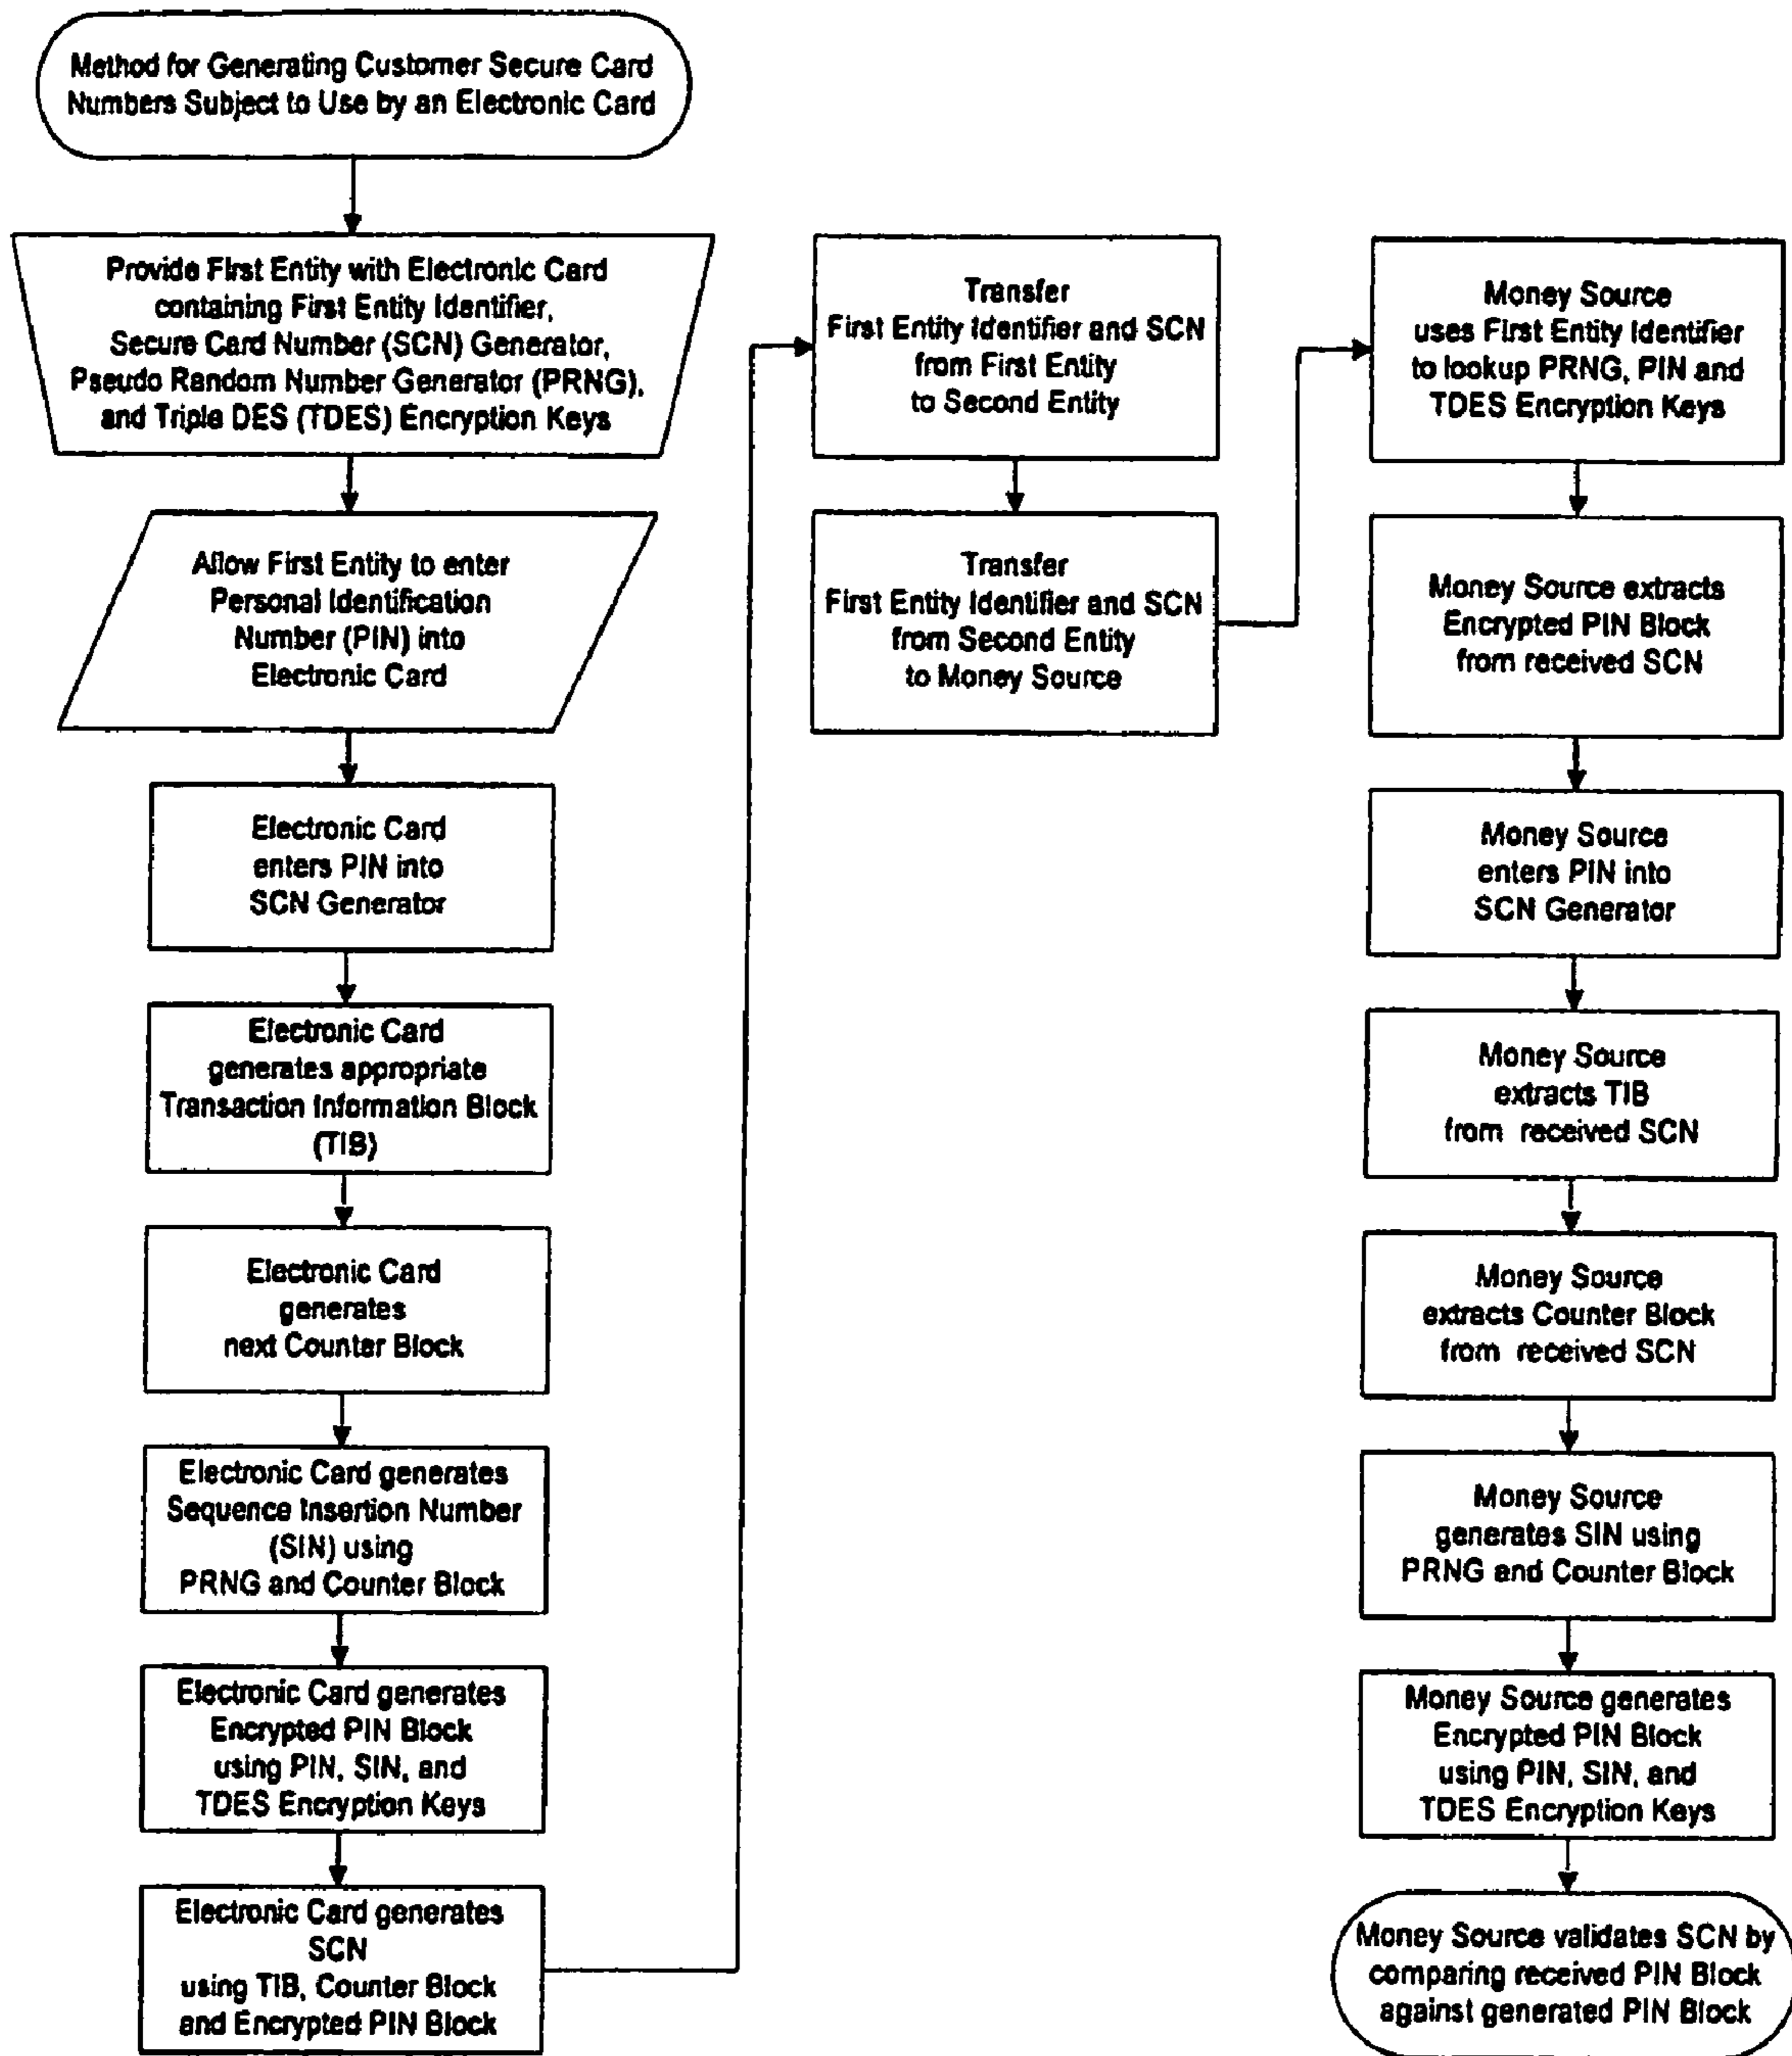 Method for Generating Customer Secure Card
Numbers Subject to Use by an Electronic Card
Provide First Entity with Electronic Card
containing First Entity Identifier,
Secure Card Number (SCN) Generator,
Pseudo Random Number Generator (PRNG),
and Triple DES (TDES) Encryption Keys
Allow First Entity to enter
Personal Identification
Number (PIN) into
Electronic Card
Electronic Card
enters PIN into
SCN Generator
Electronic Card
generates appropriate
Transaction Information Block
(TIB)
Electronic Card
generates
next Counter Block
Electronic Card generates
Sequence Insertion Number
(SIN) using
PRNG and Counter Block
Electronic Card generates
Encrypted PIN Block
using PIN, SIN, and
TDES Encryption Keys
Electronic Card generates
SCN
using TIB, Counter Block
and Encrypted PIN Block
Transfer
First Entity Identifier and SCN
from First Entity
to Second Entity
Transfer
First Entity Identifier and SCN
from Second Entity
to Money Source
Money Source
uses First Entity Identifier
to lookup PRNG, PIN and
TDES Encryption Keys
Money Source extracts
Encrypted PIN Block
from received SCN
Money Source
enters PIN into
SCN Generator
Money Source
extracts TIB
from received SCN
Money Source
extracts Counter Block
from received SCN
Money Source
generates SIN using
PRNG and Counter Block
Money Source generates
Encrypted PIN Block
using PIN, SIN, and
TDES Encryption Keys
Money Source validates SCN by
comparing received PIN Block
against generated PIN Block